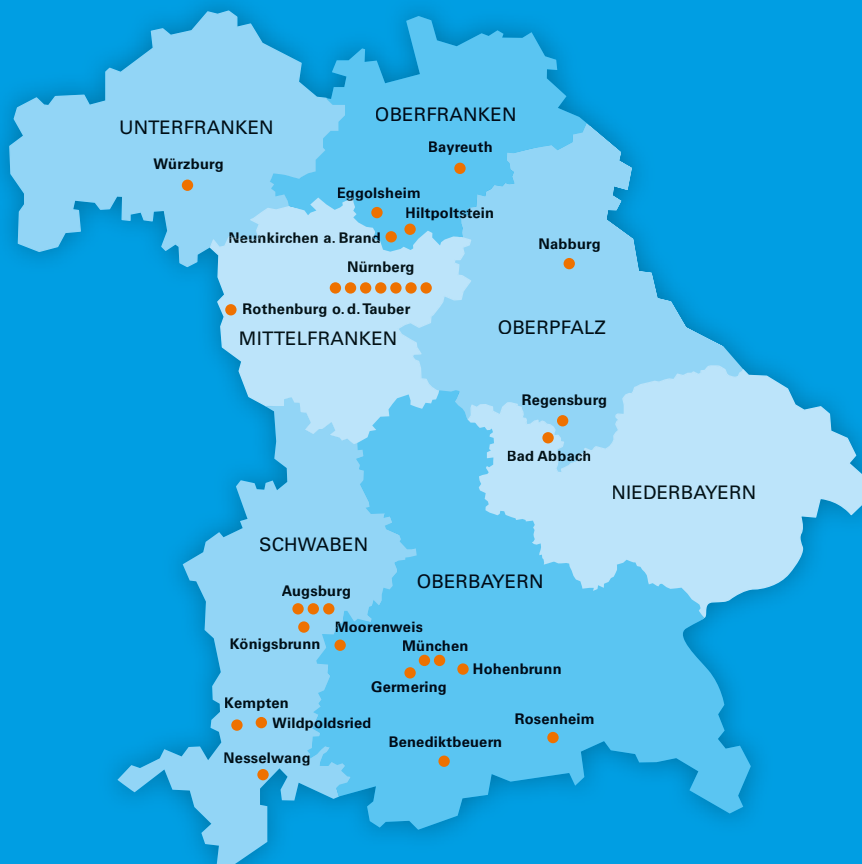 OBERFRANKEN
UNTERFRANKEN
Bayreuth
Würzburg
Eggolsheim
Hiltpoltstein
Neunkirchen a. Brand
Nabburg
Nürnberg
Rothenburg o. d. Tauber
OBERPFALZ
MITTELFRANKEN
Regensburg
Bad Abbach
NIEDERBAYERN
SCHWABEN
OBERBAYERN
Augsburg
Moorenweis
Königsbrunn
München
Hohenbrunn
Germering
Kempten
Wildpoldsried
Rosenheim
Benediktbeuern
Nesselwang